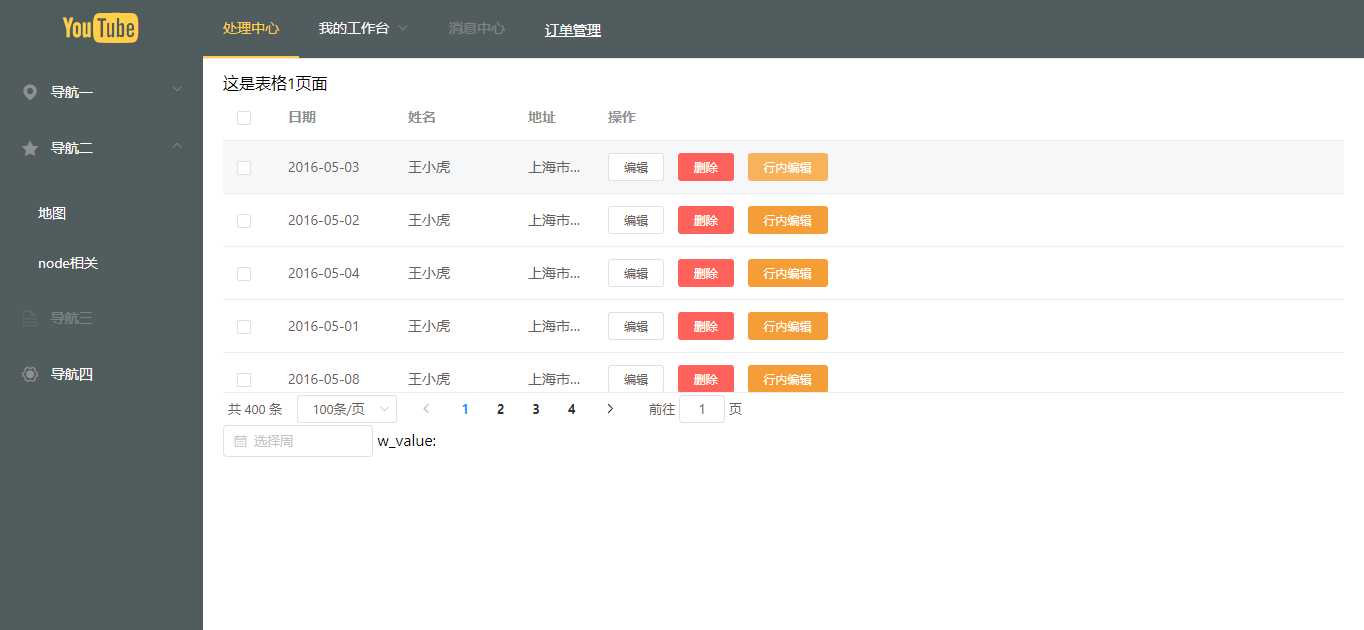 YouTube
处理中心 我的工作台 消息中心 订单管理
导航一
导航二
地图
node相关
导航三
导航四
这是表格1页面
日期 姓名 地址 操作
2016-05-03 王小虎 上海市... 编辑 删除 行内编辑
2016-05-02 王小虎 上海市... 编辑 删除 行内编辑
2016-05-04 王小虎 上海市... 编辑 删除 行内编辑
2016-05-01 王小虎 上海市... 编辑 删除 行内编辑
2016-05-08 王小虎 上海市... 编辑 删除 行内编辑
共 400 条 100条/页 1 2 3 4 前往 1 页
选择周 w_value: